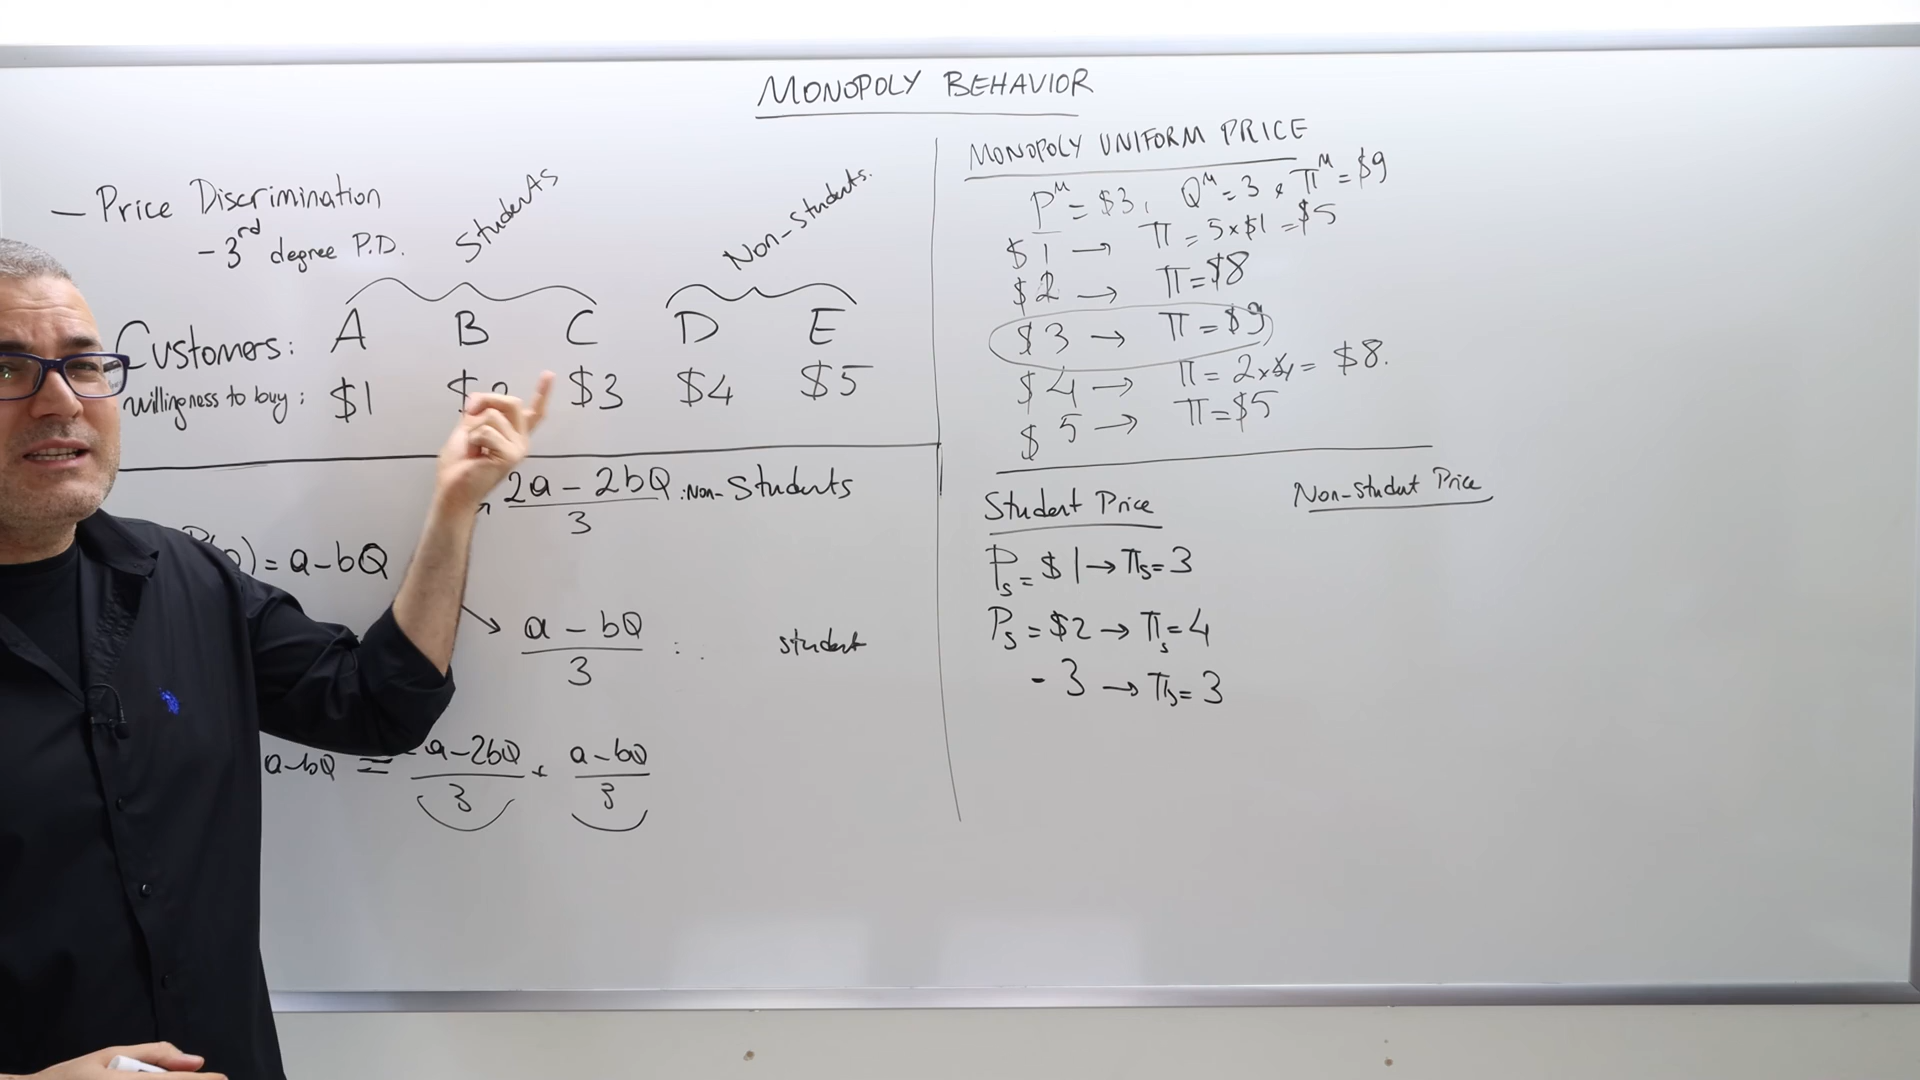 MONOPOLY BEHAVIOR
- Price Discrimination
- 3rd degree P.D.
Students
Non-Students.
Customers: A B C D E
willingness to buy: $1 $2 $3 $4 $5
2a - 2bQ / 3 : Non-Students
) = a - bQ
a - bQ / 3 : student
a-bQ = a-2bQ / 3 + a-bQ / 3
MONOPOLY UNIFORM PRICE
P^M = $3, Q^M = 3, π^M = $9
$1 → π = 5x$1 = $5
$2 → π = $8
$3 → π = $9
$4 → π = 2x$4 = $8.
$5 → π = $5
Student Price
Ps = $1 → πs = 3
Ps = $2 → πs = 4
- 3 → πs = 3
Non-Student Price